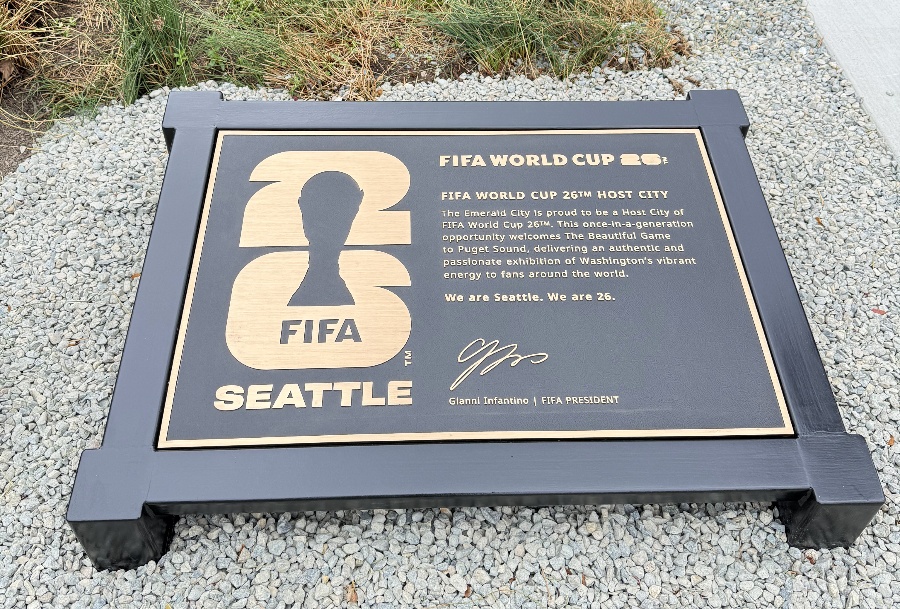 26
FIFA
TM
SEATTLE
FIFA WORLD CUP 26™
FIFA WORLD CUP 26™ HOST CITY
The Emerald City is proud to be a Host City of
FIFA World Cup 26™. This once-in-a-generation
opportunity welcomes The Beautiful Game
to Puget Sound, delivering an authentic and
passionate exhibition of Washington's vibrant
energy to fans around the world.
We are Seattle. We are 26.
Gianni Infantino | FIFA PRESIDENT